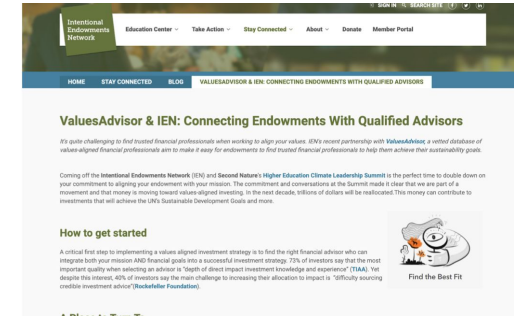 SIGN IN SEARCH SITE
Intentional
Endowments
Network
Education Center Take Action Stay Connected About Donate Member Portal
HOME STAY CONNECTED BLOG VALUESADVISOR & IEN: CONNECTING ENDOWMENTS WITH QUALIFIED ADVISORS
ValuesAdvisor & IEN: Connecting Endowments With Qualified Advisors
It's quite challenging to find trusted financial professionals when working to align your values. IEN's recent partnership with ValuesAdvisor, a vetted database of
values-aligned financial professionals aim to make it easy for endowments to find trusted financial professionals to help them achieve their sustainability goals.
Coming off the Intentional Endowments Network (IEN) and Second Nature's Higher Education Climate Leadership Summit is the perfect time to double down on
your commitment to aligning your endowment with your mission. The commitment and conversations at the Summit made it clear that we are part of a
movement and that money is moving toward values-aligned investing. In the next decade, trillions of dollars will be reallocated.This money can contribute to
investments that will achieve the UN's Sustainable Development Goals and more.
How to get started
A critical first step to implementing a values aligned investment strategy is to find the right financial advisor who can
integrate both your mission AND financial goals into a successful investment strategy. 73% of investors say that the most
important quality when selecting an advisor is "depth of direct impact investment knowledge and experience" (TIAA). Yet
despite this interest, 40% of investors say the main challenge to increasing their allocation to impact is "difficulty sourcing
credible investment advice"(Rockefeller Foundation).
Find the Best Fit
A Place to Turn To